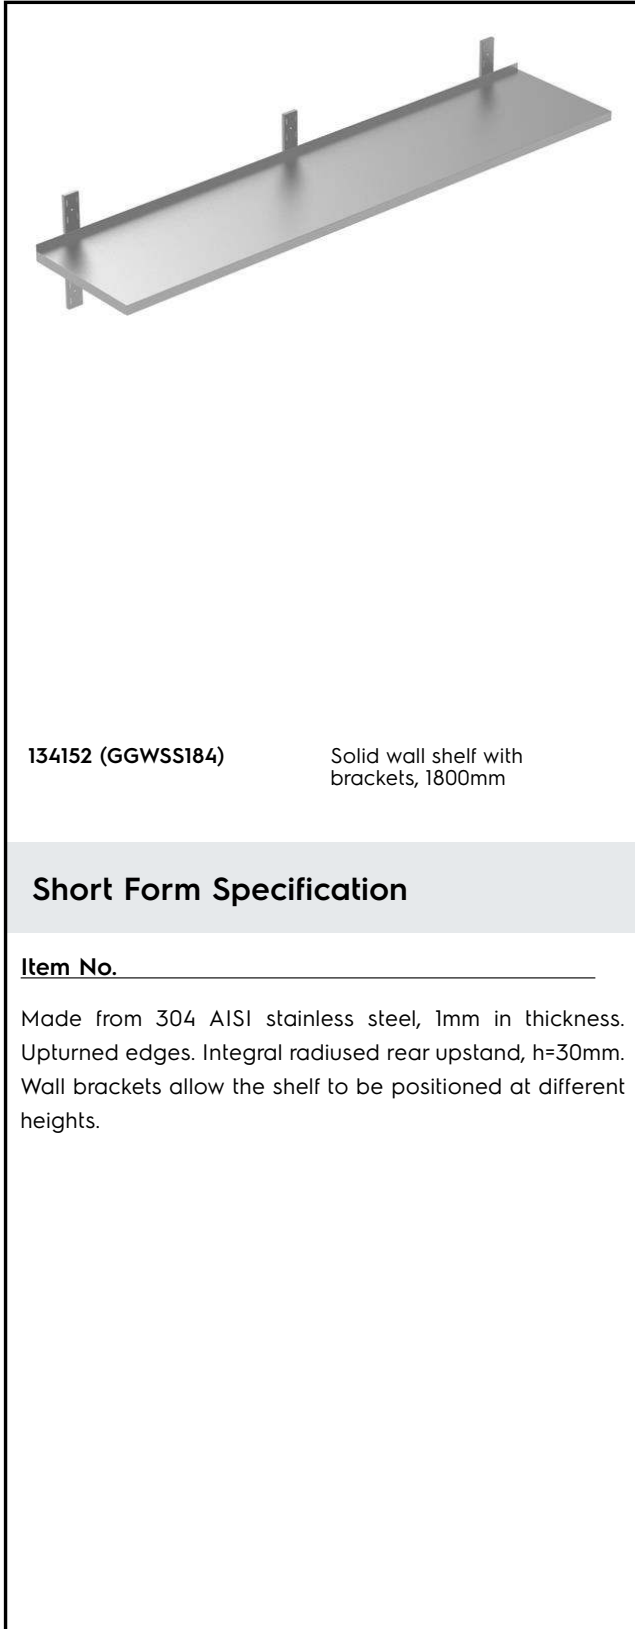 134152 (GGWSS184)
Solid wall shelf with
brackets, 1800mm
Short Form Specification
Item No.
Made from 304 AISI stainless steel, 1mm in thickness.
Upturned edges. Integral radiused rear upstand, h=30mm.
Wall brackets allow the shelf to be positioned at different
heights.